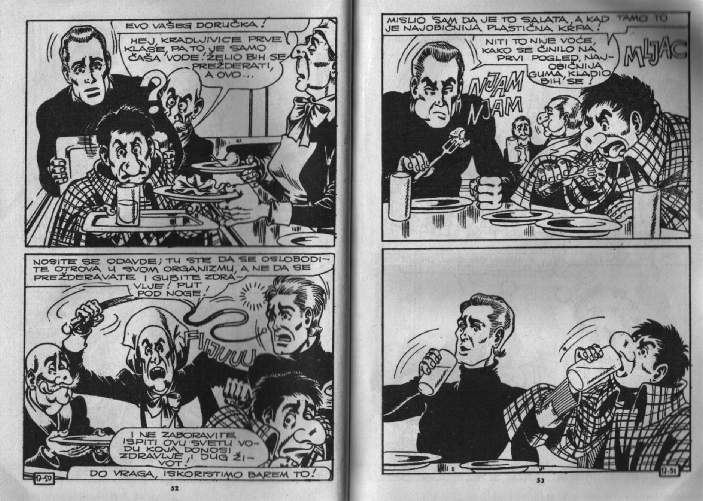 EVO VAŠEG DORUČKA!
HEJ, KRADLJIVICE PRVE
KLASE, PA TO JE SAMO
ČAŠA VODE! ŽELIO BIH SE
PREŽDERATI,
A OVO...
?
NOSITE SE ODAVDE; TU STE DA SE OSLOBODI-
TE OTROVA U SVOM ORGANIZMU, A NE DA SE
PREŽDERAVATE I GUBITE ZDRA-
VLJE! PUT
POD NOGE!
FIJUUU
I NE ZABORAVITE
ISPITI OVU SVETU VO-
DU KOJA DONOSI
ZDRAVLJE I DUG ŽI-
VOT!
DO VRAGA, ISKORISTIMO BAREM TO!
52
MISLIO SAM DA JE TO SALATA, A KAD TAMO TO
JE NAJOBIČNIJA PLASTIČNA KRPA!
NITI TO NIJE VOĆE,
KAKO SE ČINILO NA
PRVI POGLED, NAJ-
OBIČNIJA
GUMA, KLADIO
BIH SE!
MLJAC
NJAM
NJAM
53